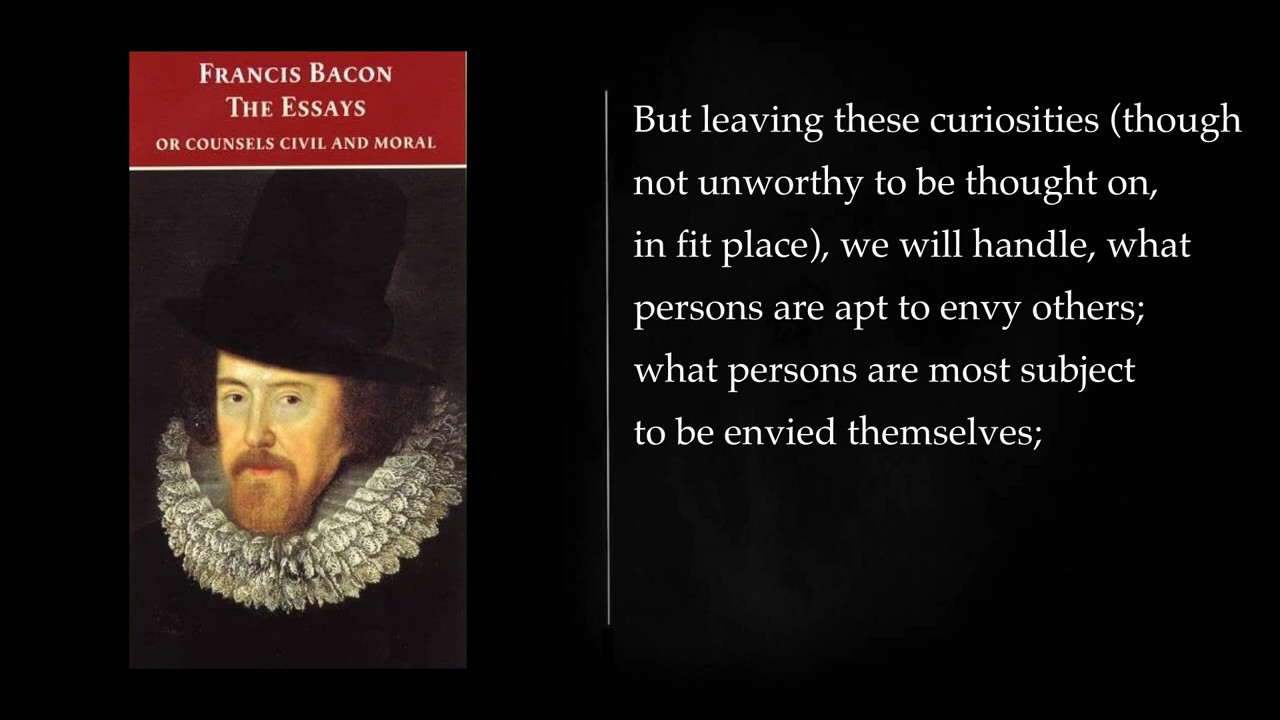 FRANCIS BACON
THE ESSAYS
OR COUNSELS CIVIL AND MORAL
But leaving these curiosities (though
not unworthy to be thought on,
in fit place), we will handle, what
persons are apt to envy others;
what persons are most subject
to be envied themselves;